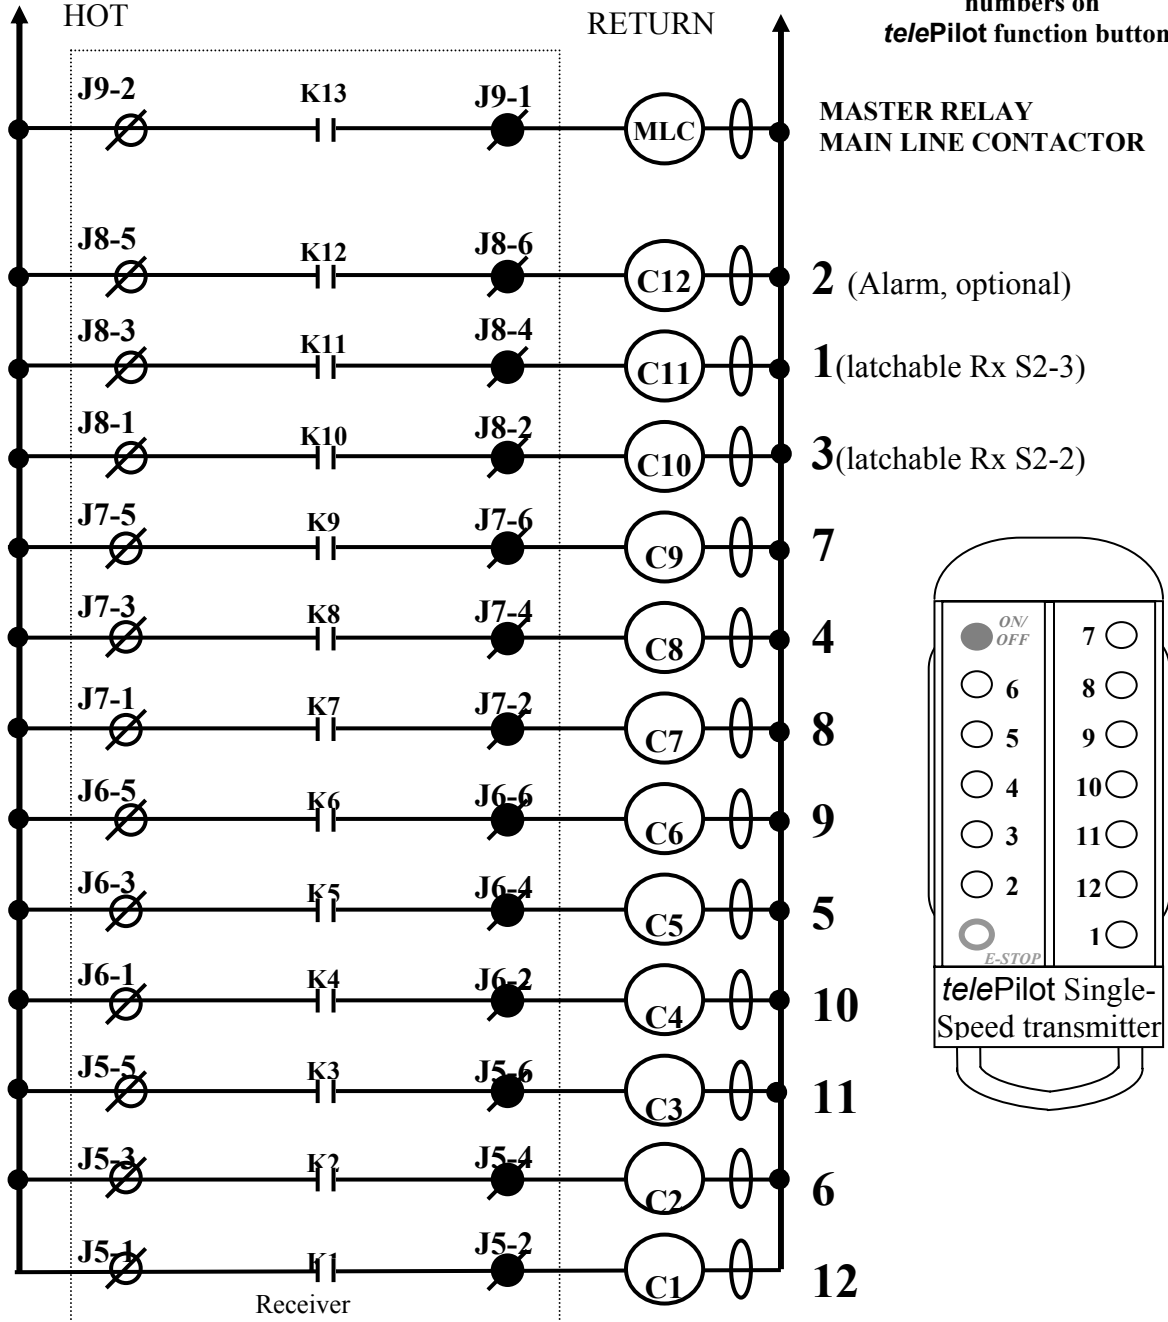 HOT
RETURN
numbers on
telePilot function button
J9-2 K13 J9-1 MLC MASTER RELAY
MAIN LINE CONTACTOR
J8-5 K12 J8-6 C12 2 (Alarm, optional)
J8-3 K11 J8-4 C11 1(latchable Rx S2-3)
J8-1 K10 J8-2 C10 3(latchable Rx S2-2)
J7-5 K9 J7-6 C9 7
J7-3 K8 J7-4 C8 4
J7-1 K7 J7-2 C7 8
J6-5 K6 J6-6 C6 9
J6-3 K5 J6-4 C5 5
J6-1 K4 J6-2 C4 10
J5-5 K3 J5-6 C3 11
J5-3 K2 J5-4 C2 6
J5-1 K1 J5-2 C1 12
Receiver
ON/
OFF 7
6 8
5 9
4 10
3 11
2 12
E-STOP 1
telePilot Single-
Speed transmitter